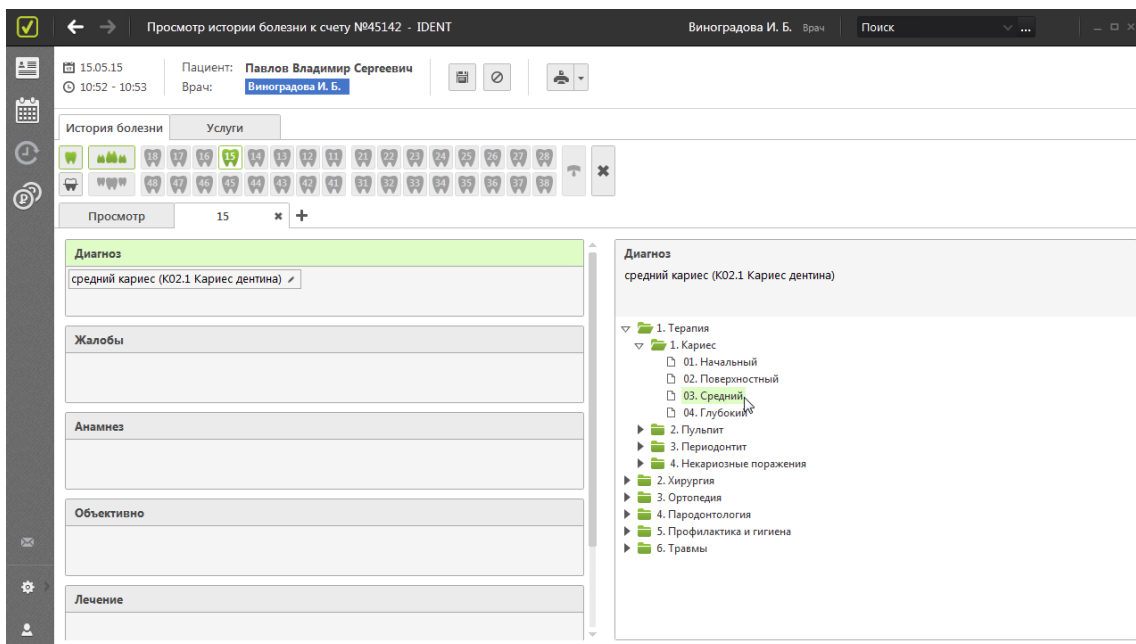 Просмотр истории болезни к счету №45142 - IDENT
Виноградова И. Б. Врач
Поиск
...
15.05.15
Пациент: Павлов Владимир Сергеевич
10:52 - 10:53
Врач: Виноградова И. Б.
История болезни
Услуги
18 17 16 15 14 13 12 11 21 22 23 24 25 26 27 28
48 47 46 45 44 43 42 41 31 32 33 34 35 36 37 38
Просмотр
15
Диагноз
средний кариес (K02.1 Кариес дентина)
Жалобы
Анамнез
Объективно
Лечение
Диагноз
средний кариес (K02.1 Кариес дентина)
1. Терапия
1. Кариес
01. Начальный
02. Поверхностный
03. Средний
04. Глубокий
2. Пульпит
3. Периодонтит
4. Некариозные поражения
2. Хирургия
3. Ортопедия
4. Пародонтология
5. Профилактика и гигиена
6. Травмы